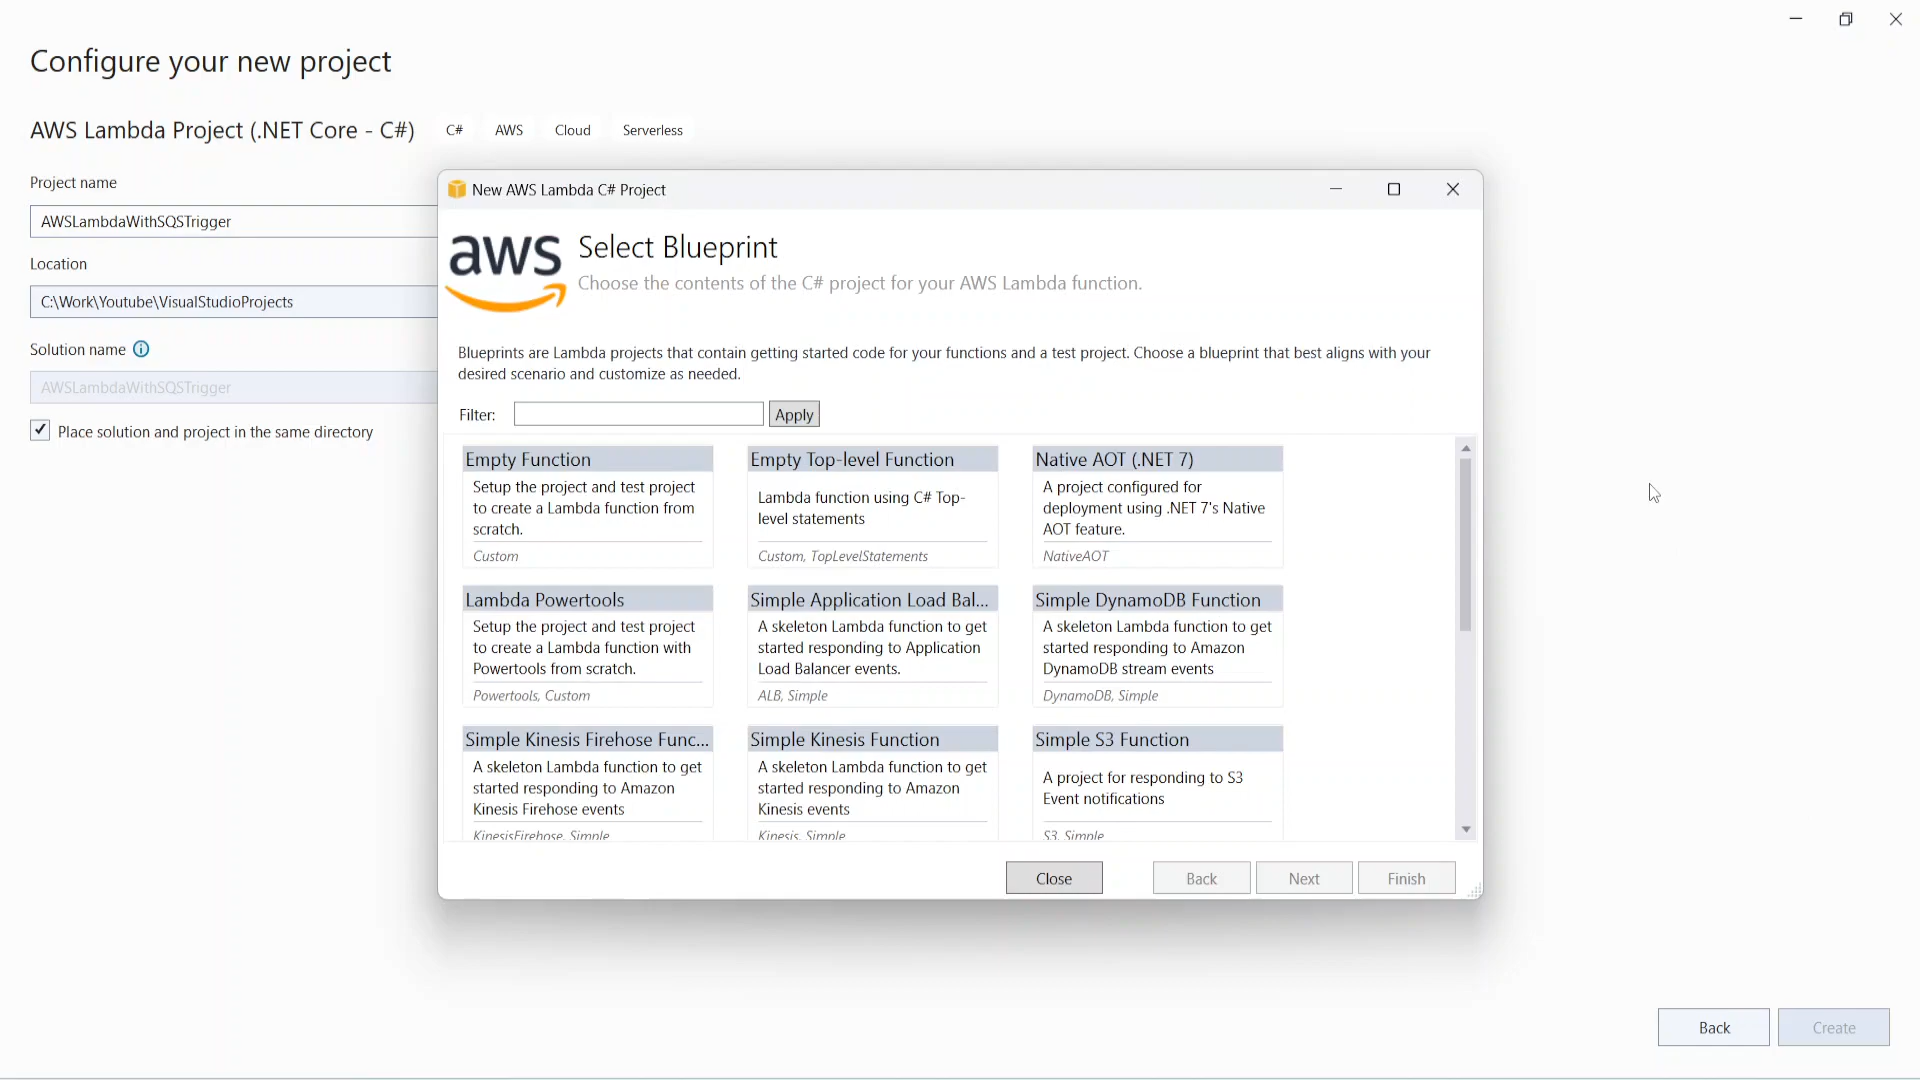 Configure your new project
AWS Lambda Project (.NET Core - C#)
C#
AWS
Cloud
Serverless
Project name
AWSLambdaWithSQSTrigger
Location
C:\Work\Youtube\VisualStudioProjects
Solution name
AWSLambdaWithSQSTrigger
Place solution and project in the same directory
New AWS Lambda C# Project
aws
Select Blueprint
Choose the contents of the C# project for your AWS Lambda function.
Blueprints are Lambda projects that contain getting started code for your functions and a test project. Choose a blueprint that best aligns with your
desired scenario and customize as needed.
Filter:
Apply
Empty Function
Setup the project and test project
to create a Lambda function from
scratch.
Custom
Empty Top-level Function
Lambda function using C# Top-
level statements
Custom, TopLevelStatements
Native AOT (.NET 7)
A project configured for
deployment using .NET 7's Native
AOT feature.
NativeAOT
Lambda Powertools
Setup the project and test project
to create a Lambda function with
Powertools from scratch.
Powertools, Custom
Simple Application Load Bal...
A skeleton Lambda function to get
started responding to Application
Load Balancer events.
ALB, Simple
Simple DynamoDB Function
A skeleton Lambda function to get
started responding to Amazon
DynamoDB stream events
DynamoDB, Simple
Simple Kinesis Firehose Func...
A skeleton Lambda function to get
started responding to Amazon
Kinesis Firehose events
KinesisFirehose, Simple
Simple Kinesis Function
A skeleton Lambda function to get
started responding to Amazon
Kinesis events
Kinesis, Simple
Simple S3 Function
A project for responding to S3
Event notifications
S3, Simple
Close
Back
Next
Finish
Back
Create